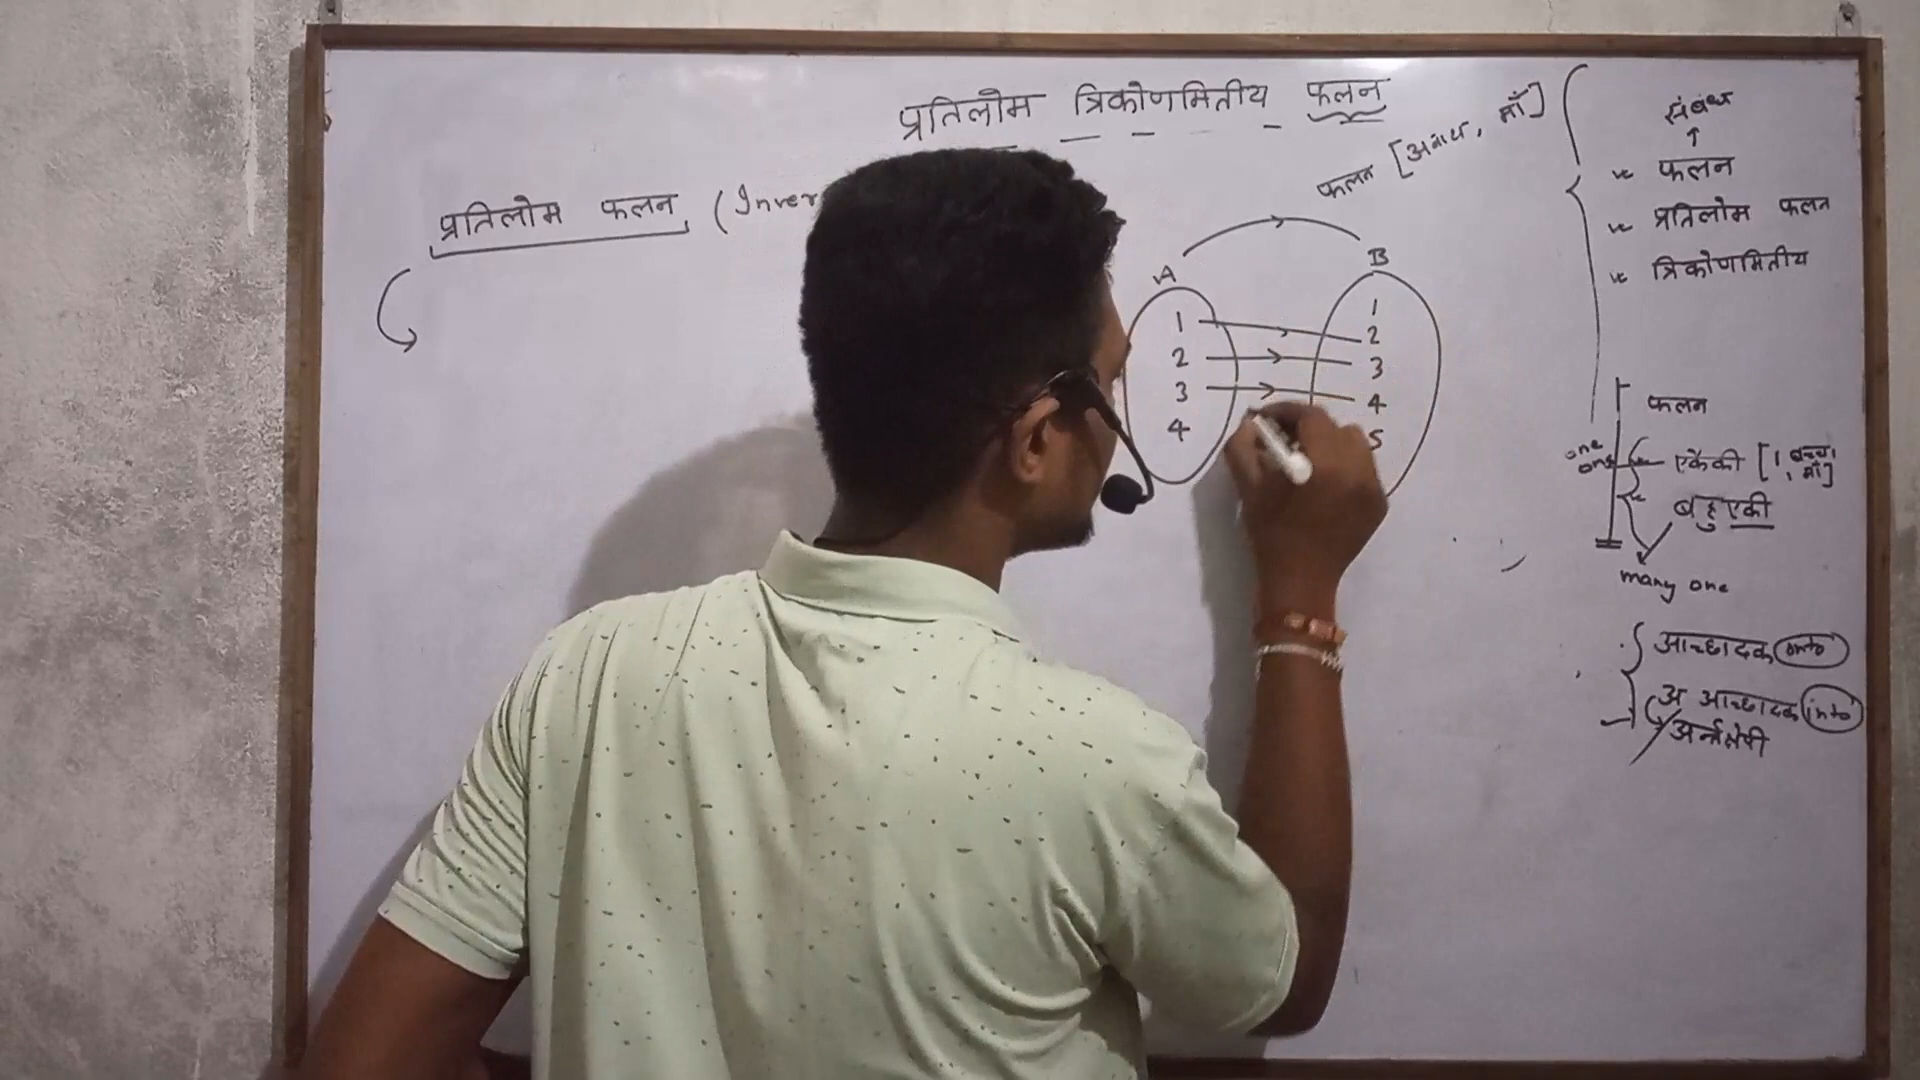 प्रतिलोम त्रिकोणमितीय फलन
प्रतिलोम फलन (Inver
फलन [अनाथ, माँ]
A
B
1
2
3
4
1
2
3
4
5
संबंध
↑
फलन
प्रतिलोम फलन
त्रिकोणमितीय
फलन
one
one
एकैकी [1 बच्चा, 1 माँ]
बहुएकी
many one
आच्छादक onto
अ आच्छादक into